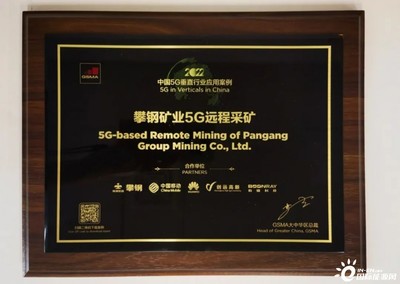 GSMA
中国5G垂直行业应用案例
5G in Verticals in China
攀钢矿业5G远程采矿
5G-based Remote Mining of Pangang
Group Mining Co., Ltd.
合作单位
PARTNERS
攀钢 中国移动 China Mobile HUAWEI
GSMA大中华区总裁
Head of Greater China, GSMA